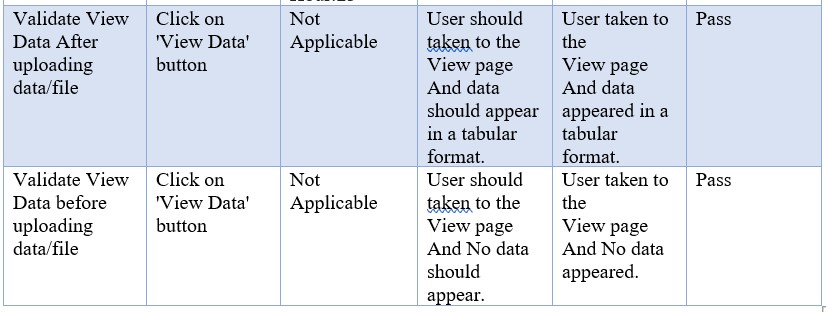 Validate View
Data After
uploading
data/file
Click on
'View Data'
button
Not
Applicable
User should
taken to the
View page
And data
should appear
in a tabular
format.
User taken to
the
View page
And data
appeared in a
tabular
format.
Pass
Validate View
Data before
uploading
data/file
Click on
'View Data'
button
Not
Applicable
User should
taken to the
View page
And No data
should
appear.
User taken to
the
View page
And No data
appeared.
Pass